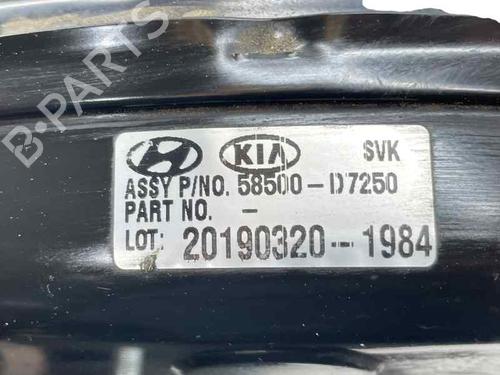 B-PARTS
KIA SVK
ASSY P/NO. 58500-D7250
PART NO. -
LOT: 20190320-1984